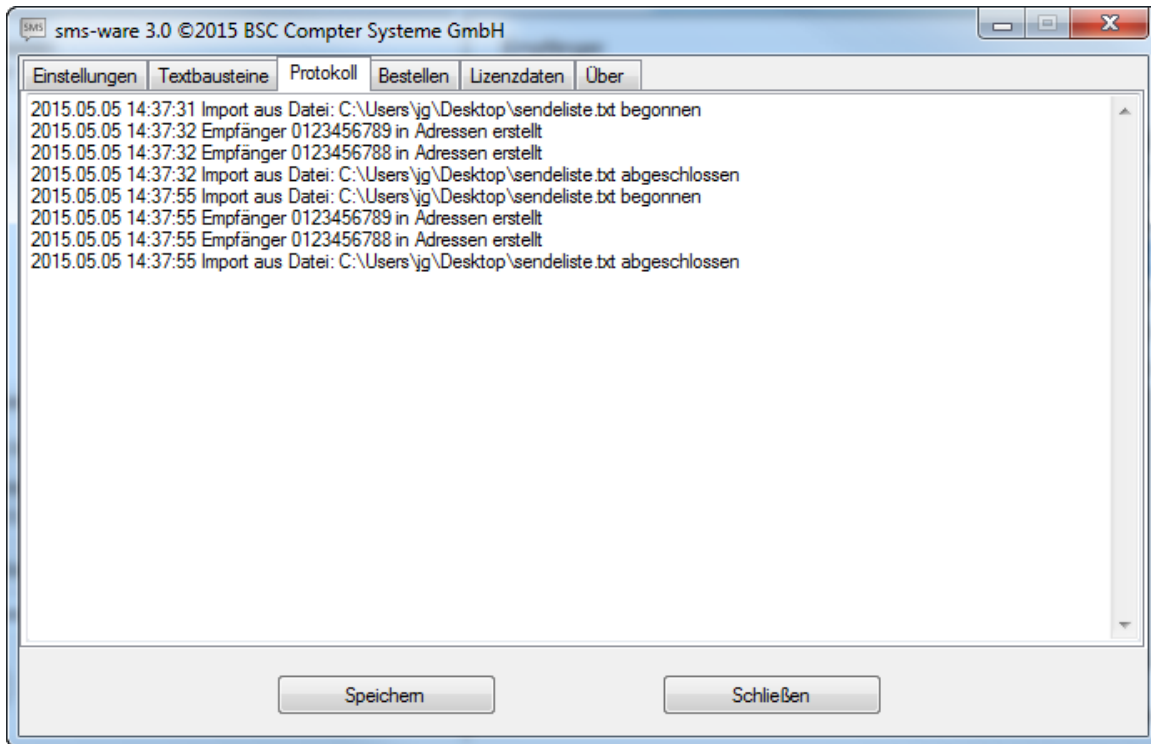 SMS sms-ware 3.0 ©2015 BSC Compter Systeme GmbH
Einstellungen Textbausteine Protokoll Bestellen Lizenzdaten Über
2015.05.05 14:37:31 Import aus Datei: C:\Users\jg\Desktop\sendeliste.txt begonnen
2015.05.05 14:37:32 Empfänger 0123456789 in Adressen erstellt
2015.05.05 14:37:32 Empfänger 0123456788 in Adressen erstellt
2015.05.05 14:37:32 Import aus Datei: C:\Users\jg\Desktop\sendeliste.txt abgeschlossen
2015.05.05 14:37:55 Import aus Datei: C:\Users\jg\Desktop\sendeliste.txt begonnen
2015.05.05 14:37:55 Empfänger 0123456789 in Adressen erstellt
2015.05.05 14:37:55 Empfänger 0123456788 in Adressen erstellt
2015.05.05 14:37:55 Import aus Datei: C:\Users\jg\Desktop\sendeliste.txt abgeschlossen
Speichern Schließen